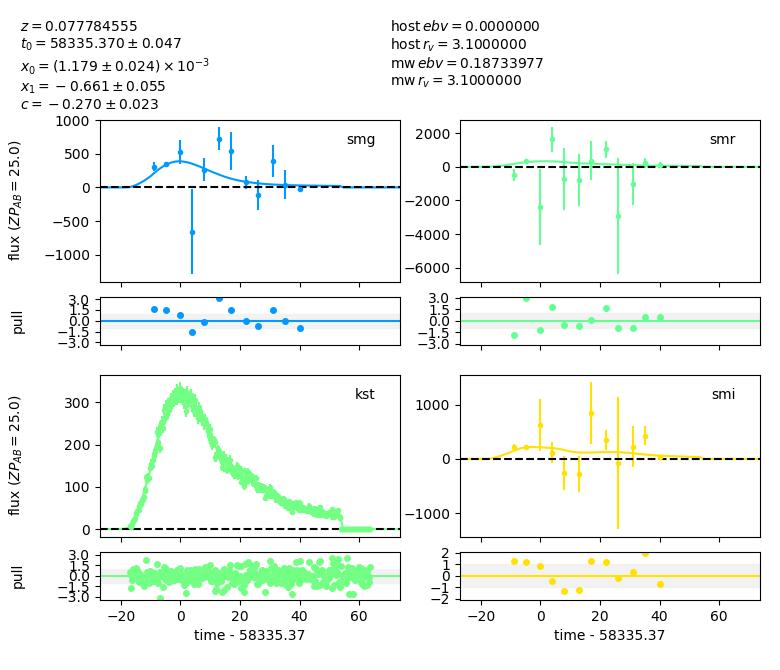 z = 0.077784555
t0 = 58335.370 ± 0.047
x0 = (1.179 ± 0.024) × 10^−3
x1 = −0.661 ± 0.055
c = −0.270 ± 0.023
host ebv = 0.0000000
host r_v = 3.1000000
mw ebv = 0.18733977
mw r_v = 3.1000000
flux (ZP_AB = 25.0)
1000
500
0
−500
−1000
smg
2000
0
−2000
−4000
−6000
smr
pull
3.0
1.5
0.0
−1.5
−3.0
3.0
1.5
0.0
−1.5
−3.0
flux (ZP_AB = 25.0)
300
200
100
0
kst
1000
0
−1000
smi
pull
3.0
1.5
0.0
−1.5
−3.0
2
1
0
−1
−2
−20 0 20 40 60
time - 58335.37
−20 0 20 40 60
time - 58335.37